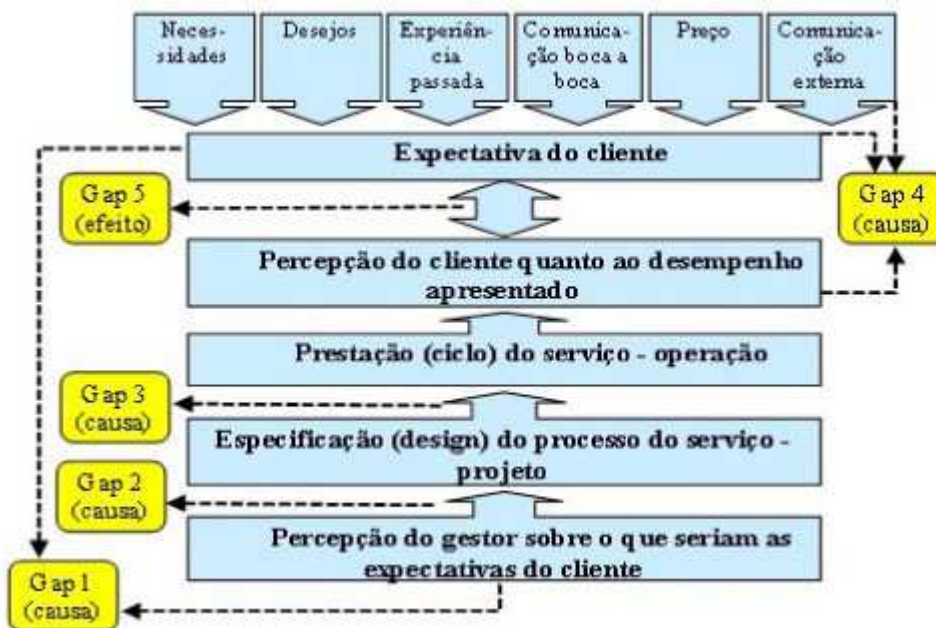 Neces-
sidades
Desejos
Experiên-
cia
passada
Comunica-
ção boca a
boca
Preço
Comunica-
ção
externa
Expectativa do cliente
Gap 5
(efeito)
Gap 4
(causa)
Percepção do cliente quanto ao desempenho
apresentado
Prestação (ciclo) do serviço - operação
Gap 3
(causa)
Especificação (design) do processo do serviço -
projeto
Gap 2
(causa)
Percepção do gestor sobre o que seriam as
expectativas do cliente
Gap 1
(causa)